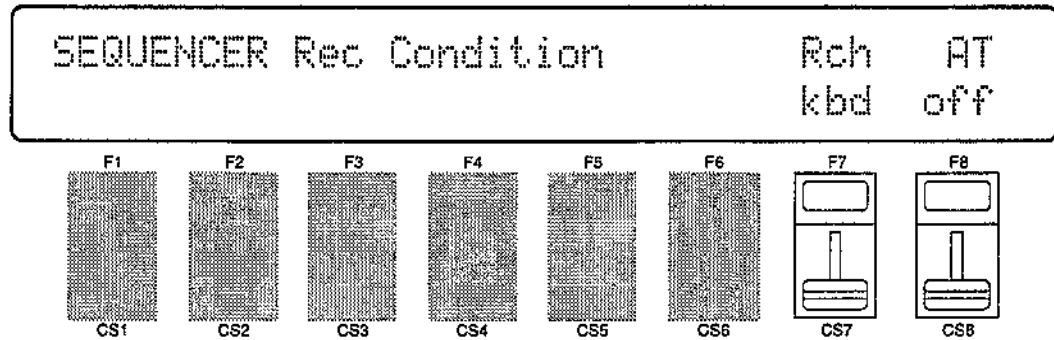 SEQUENCER Rec Condition Rch AT
kbd off
F1 F2 F3 F4 F5 F6 F7 F8
CS1 CS2 CS3 CS4 CS5 CS6 CS7 CS8